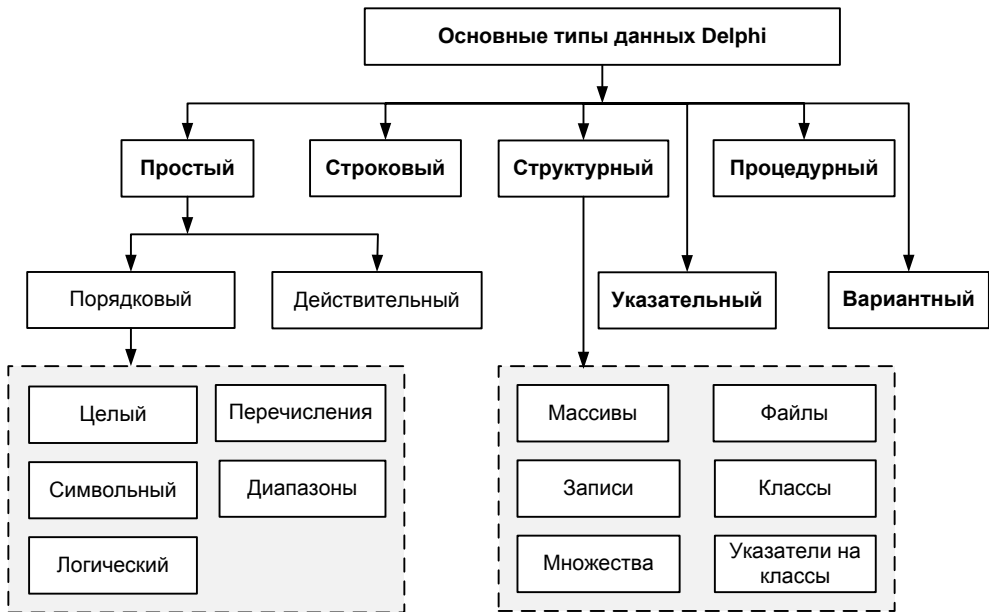 Основные типы данных Delphi
Простый
Строковый
Структурный
Процедурный
Порядковый
Действительный
Указательный
Вариантный
Целый
Перечисления
Символьный
Диапазоны
Логический
Массивы
Файлы
Записи
Классы
Множества
Указатели на
классы